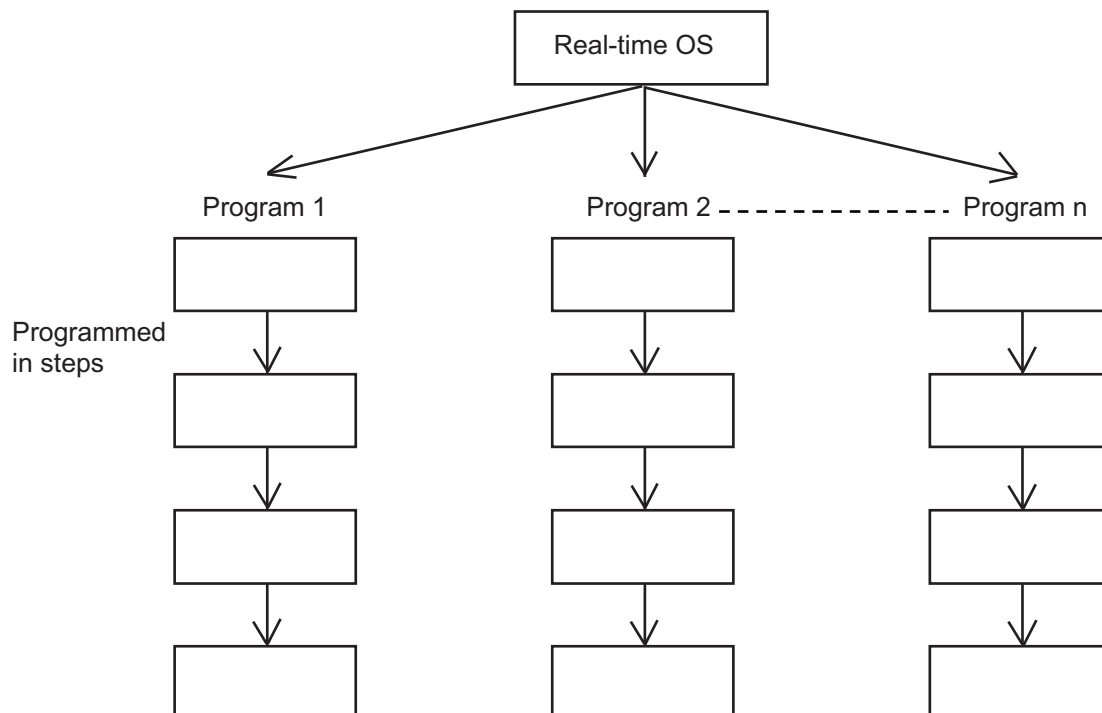 Real-time OS
Program 1
Program 2
Program n
Programmed
in steps